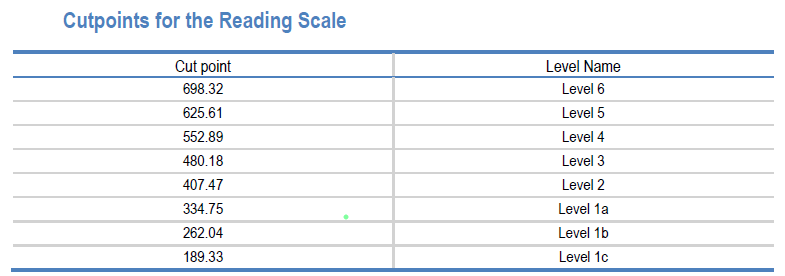 Cutpoints for the Reading Scale
Cut point Level Name
698.32 Level 6
625.61 Level 5
552.89 Level 4
480.18 Level 3
407.47 Level 2
334.75 Level 1a
262.04 Level 1b
189.33 Level 1c